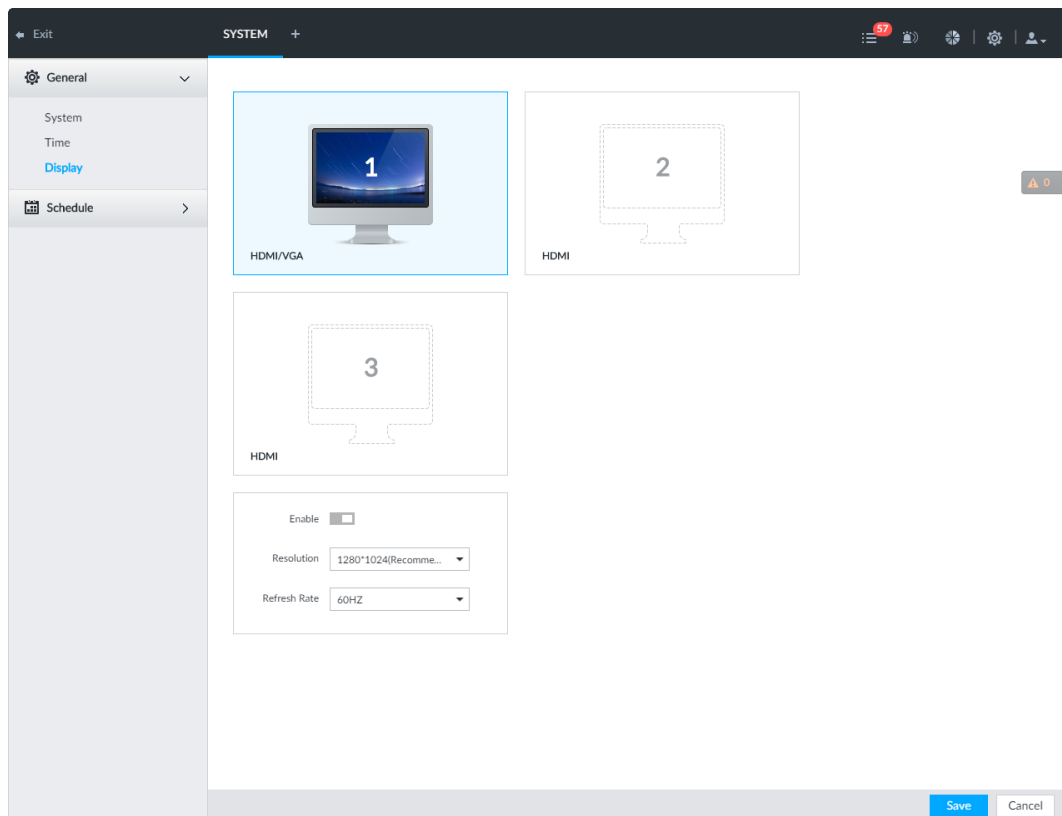 Exit
SYSTEM +
57
General
System
Time
Display
Schedule
1
HDMI/VGA
2
HDMI
0
3
HDMI
Enable
Resolution 1280*1024(Recomme...
Refresh Rate 60HZ
Save Cancel